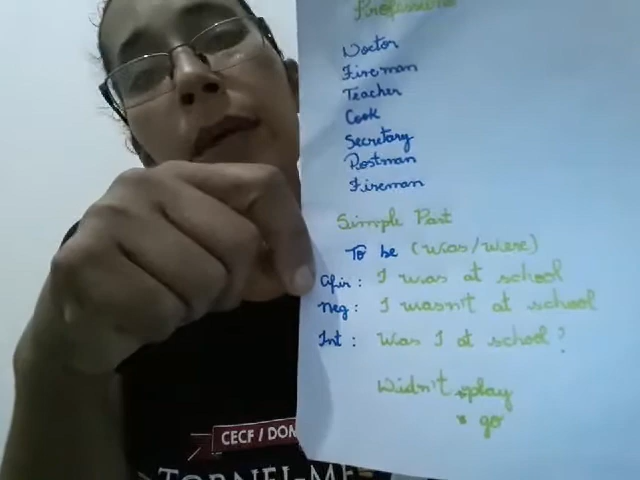 Professions
Doctor
Fireman
Teacher
Cook
Secretary
Postman
Fireman
Simple Past
To be (was/were)
Afir: I was at school
Neg: I wasn't at school
Int: Was I at school?
Didn't play
go
CECF / DOM